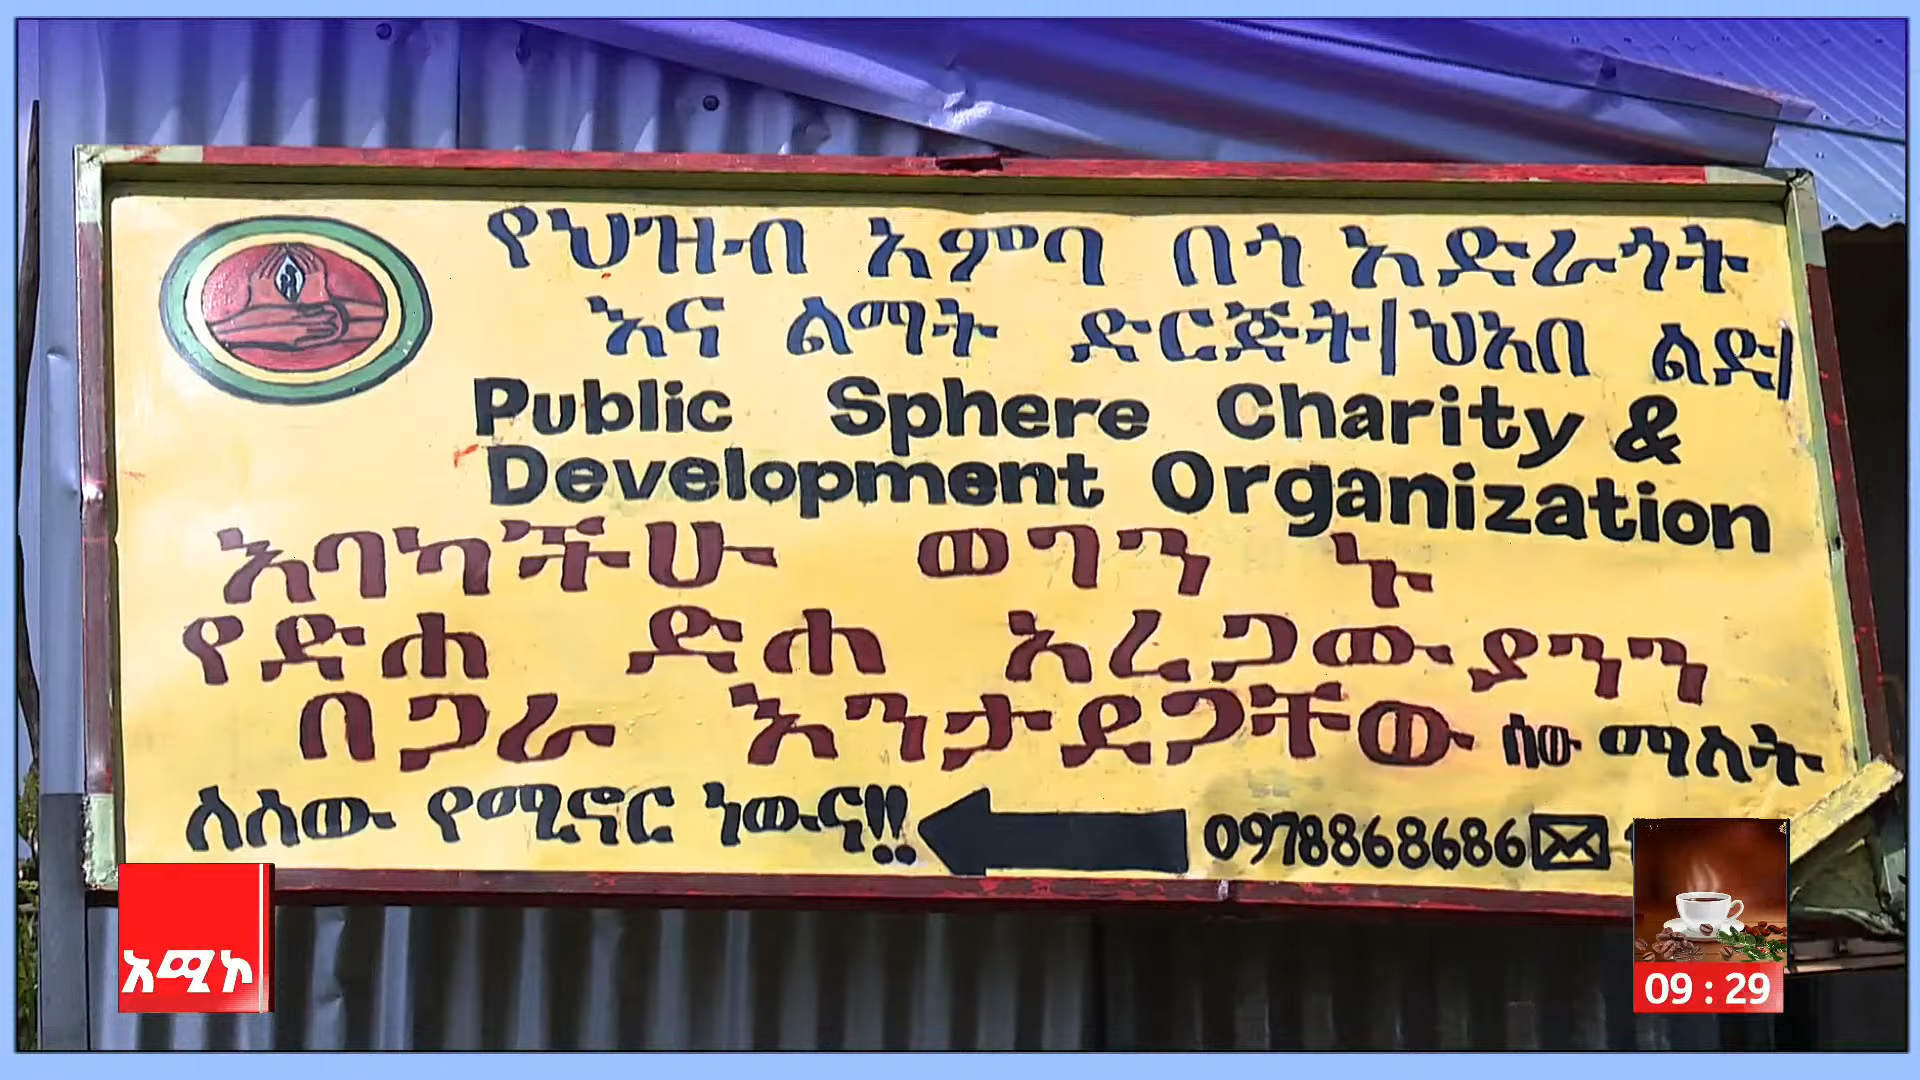 የህዝብ አምባ በጎ አድራጎት
እና ልማት ድርጅት/ህአበ ልድ/
Public Sphere Charity &
Development Organization
እባካችሁ ወገን ት
የድሐ ድሐ አረጋውያንን
በጋራ እንታደጋቸው ሰው ማለት
ለሰው የሚኖር ነውና!! 0978868686
አሚኮ
09 : 29